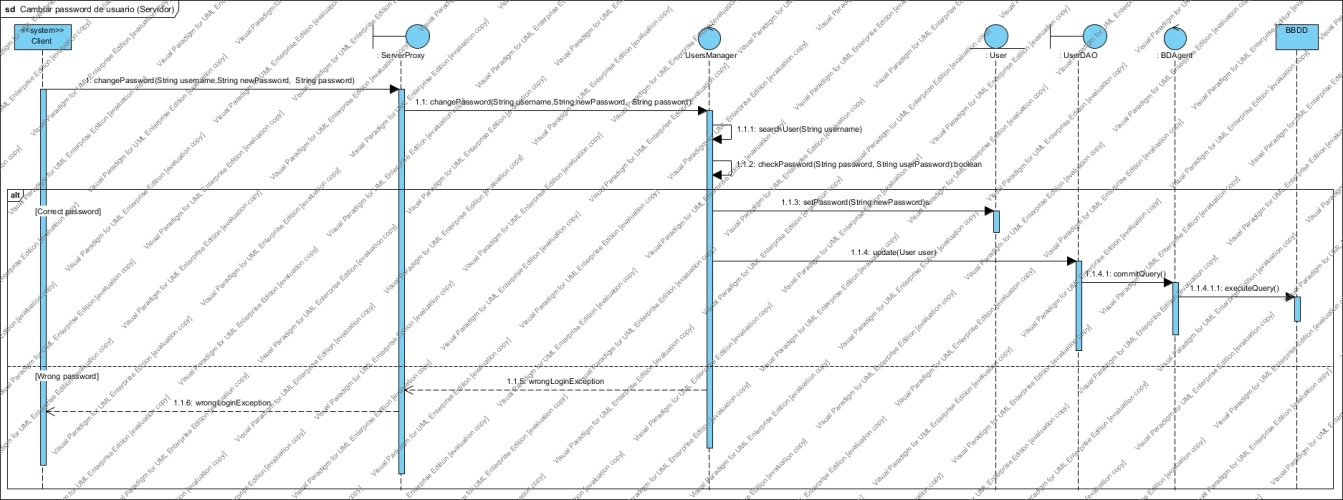 sd Cambiar password de usuario (Servidor)
<<system>>
Client
: ServerProxy
UsersManager
: User
: UserDAO
: BDAgent
BBDD
1: changePassword(String username,String newPassword, String password)
1.1: changePassword(String username,String newPassword, String password)
1.1.1: searchUser(String username)
1.1.2: checkPassword(String password, String userPassword):boolean
alt
[Correct password]
1.1.3: setPassword(String newPassword)
1.1.4: update(User user)
1.1.4.1: commitQuery()
1.1.4.1.1: executeQuery()
[Wrong password]
1.1.5: wrongLoginException
1.1.6: wrongLoginException
Visual Paradigm for UML Enterprise Edition [evaluation copy]